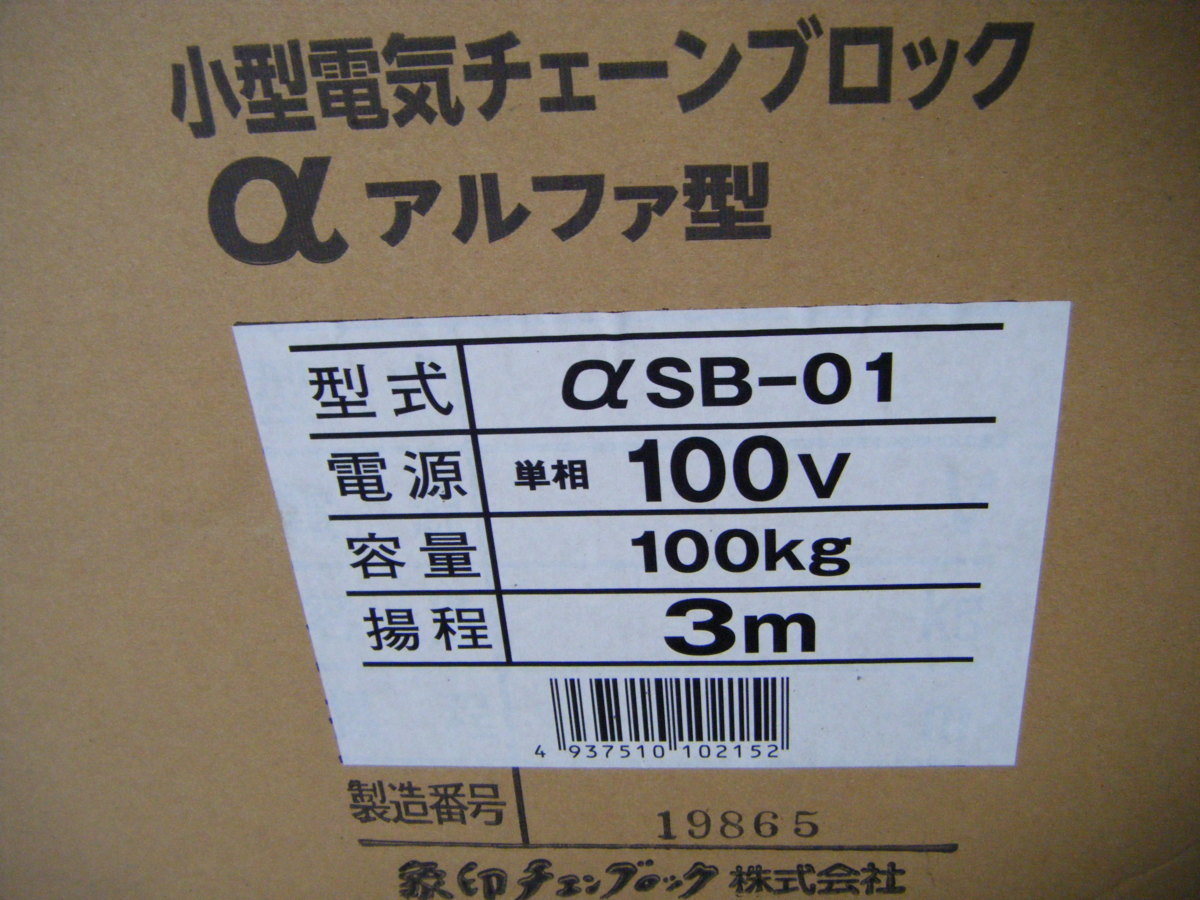 小型電気チェーンブロック
α アルファ型
型式 αSB-01
電源 単相 100V
容量 100kg
揚程 3m
4 937510 102152
製造番号 19865
象印チェンブロック株式会社